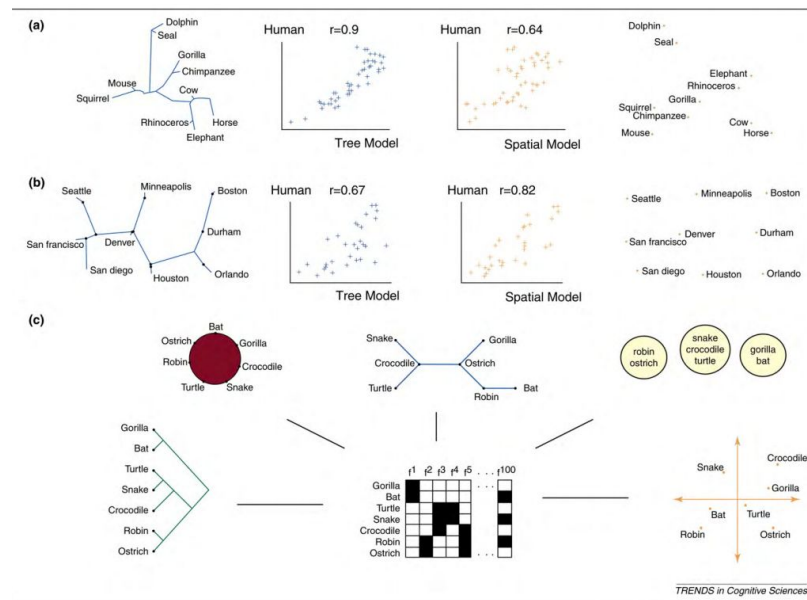 (a)
Dolphin
Seal
Gorilla
Chimpanzee
Mouse
Squirrel
Cow
Rhinoceros
Horse
Elephant
Human r=0.9
Tree Model
Human r=0.64
Spatial Model
Dolphin
Seal
Elephant
Rhinoceros
Gorilla
Squirrel
Chimpanzee
Mouse
Cow
Horse
(b)
Seattle
Minneapolis
Boston
San francisco
Denver
Durham
San diego
Houston
Orlando
Human r=0.67
Tree Model
Human r=0.82
Spatial Model
Seattle
Minneapolis
Boston
San francisco
Denver
Durham
San diego
Houston
Orlando
(c)
Bat
Ostrich
Gorilla
Robin
Crocodile
Turtle
Snake
Snake
Gorilla
Crocodile
Ostrich
Turtle
Robin
Bat
robin
ostrich
snake
crocodile
turtle
gorilla
bat
Gorilla
Bat
Turtle
Snake
Crocodile
Robin
Ostrich
f1 f2 f3 f4 f5 . . . f100
Gorilla . . .
Bat
Turtle
Snake
Crocodile
Robin
Ostrich . . .
Crocodile
Snake
Gorilla
Bat
Turtle
Robin
Ostrich
TRENDS in Cognitive Sciences